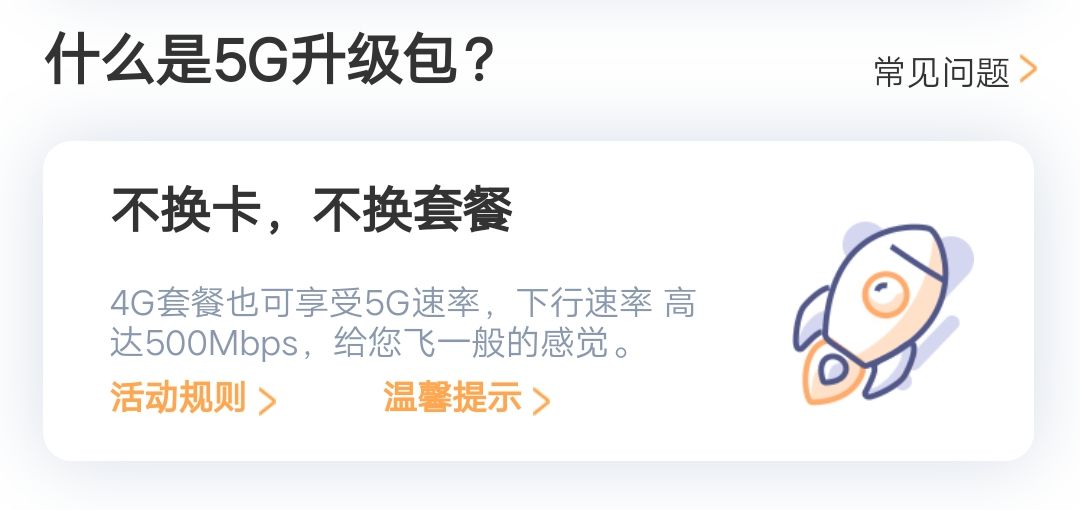 什么是5G升级包？
常见问题 >
不换卡，不换套餐
4G套餐也可享受5G速率，下行速率 高
达500Mbps，给您飞一般的感觉。
活动规则 > 温馨提示 >